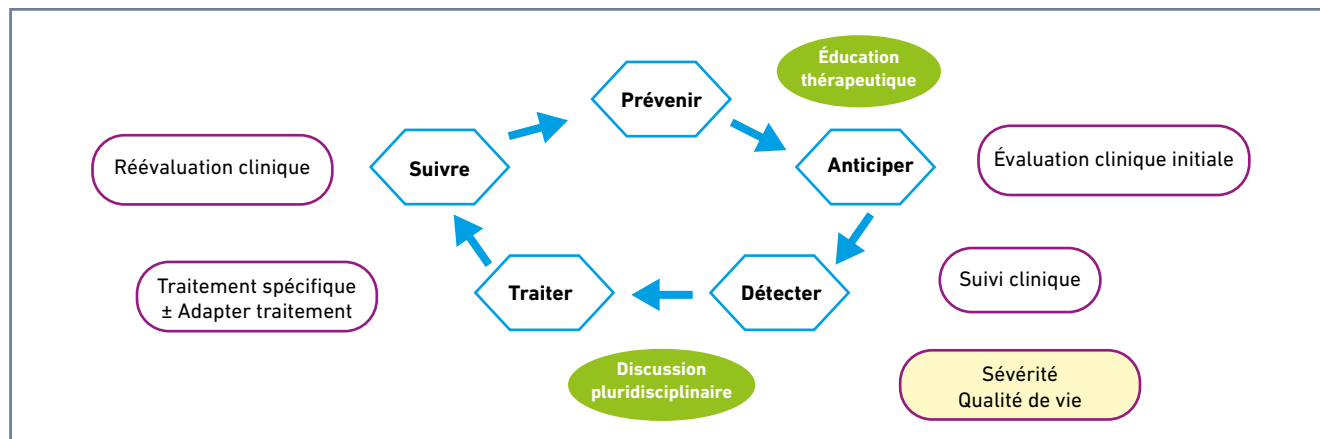 Éducation
thérapeutique
Prévenir
Réévaluation clinique
Suivre
Anticiper
Évaluation clinique initiale
Traitement spécifique
± Adapter traitement
Traiter
Détecter
Suivi clinique
Discussion
pluridisciplinaire
Sévérité
Qualité de vie